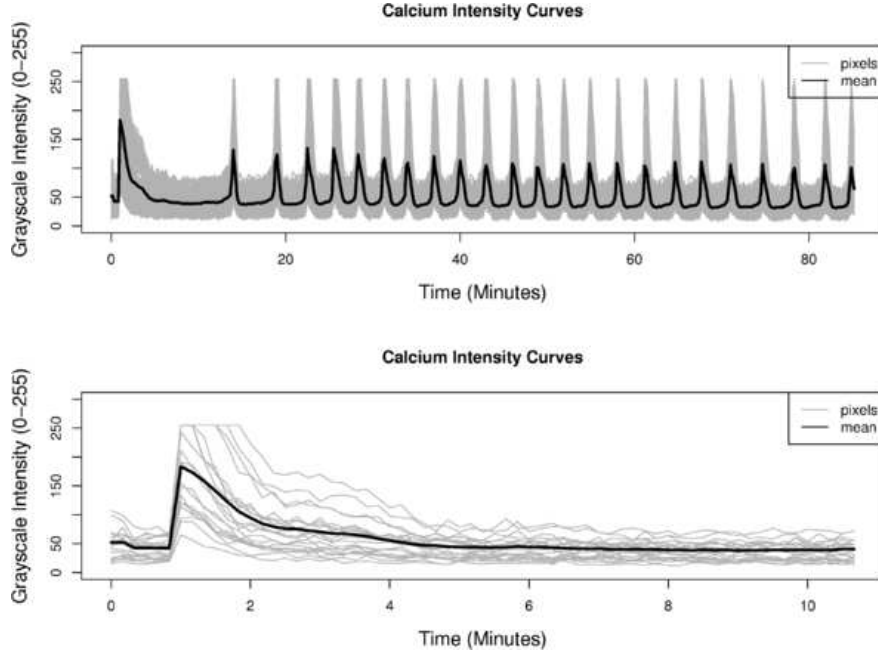 Calcium Intensity Curves
Grayscale Intensity (0−255)
250
150
50
0
pixels
mean
0
20
40
60
80
Time (Minutes)
Calcium Intensity Curves
Grayscale Intensity (0−255)
250
150
50
0
pixels
mean
0
2
4
6
8
10
Time (Minutes)